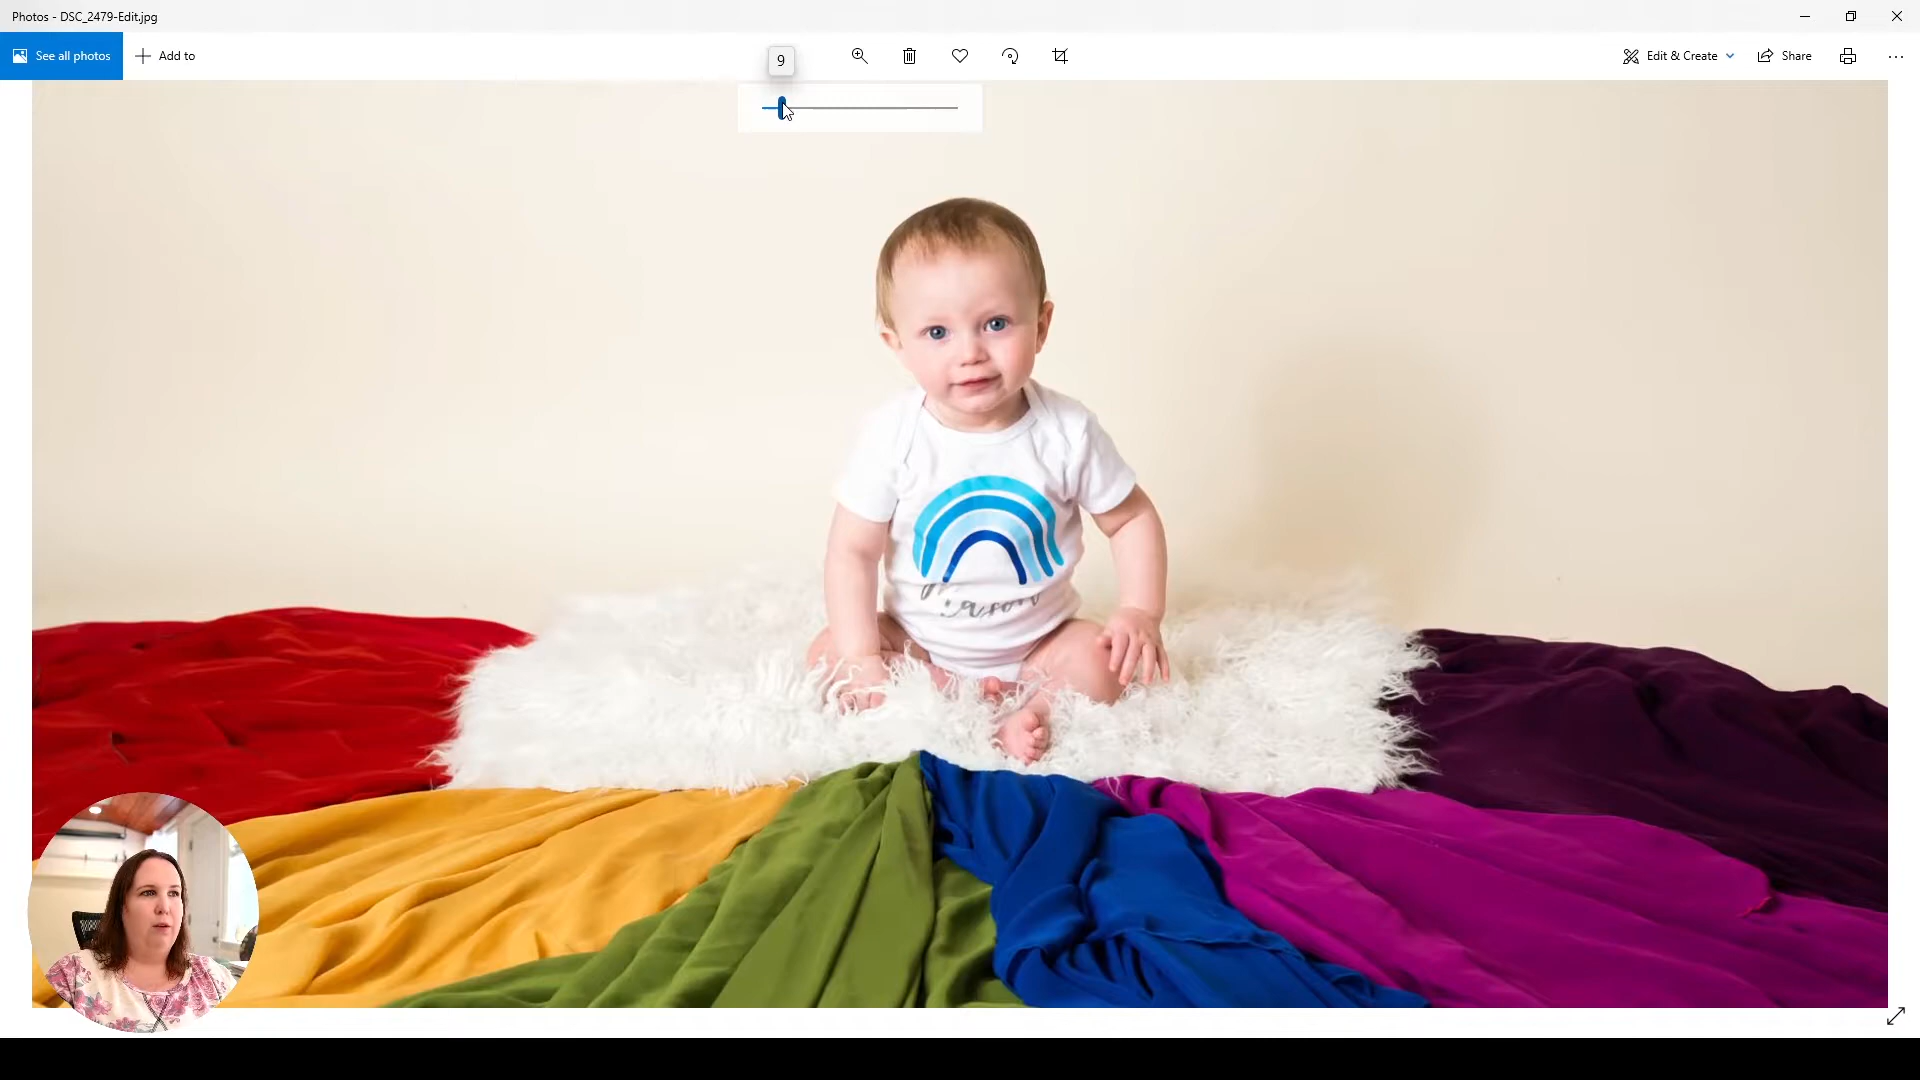 Photos - DSC_2479-Edit.jpg
See all photos
Add to
9
Edit & Create
Share